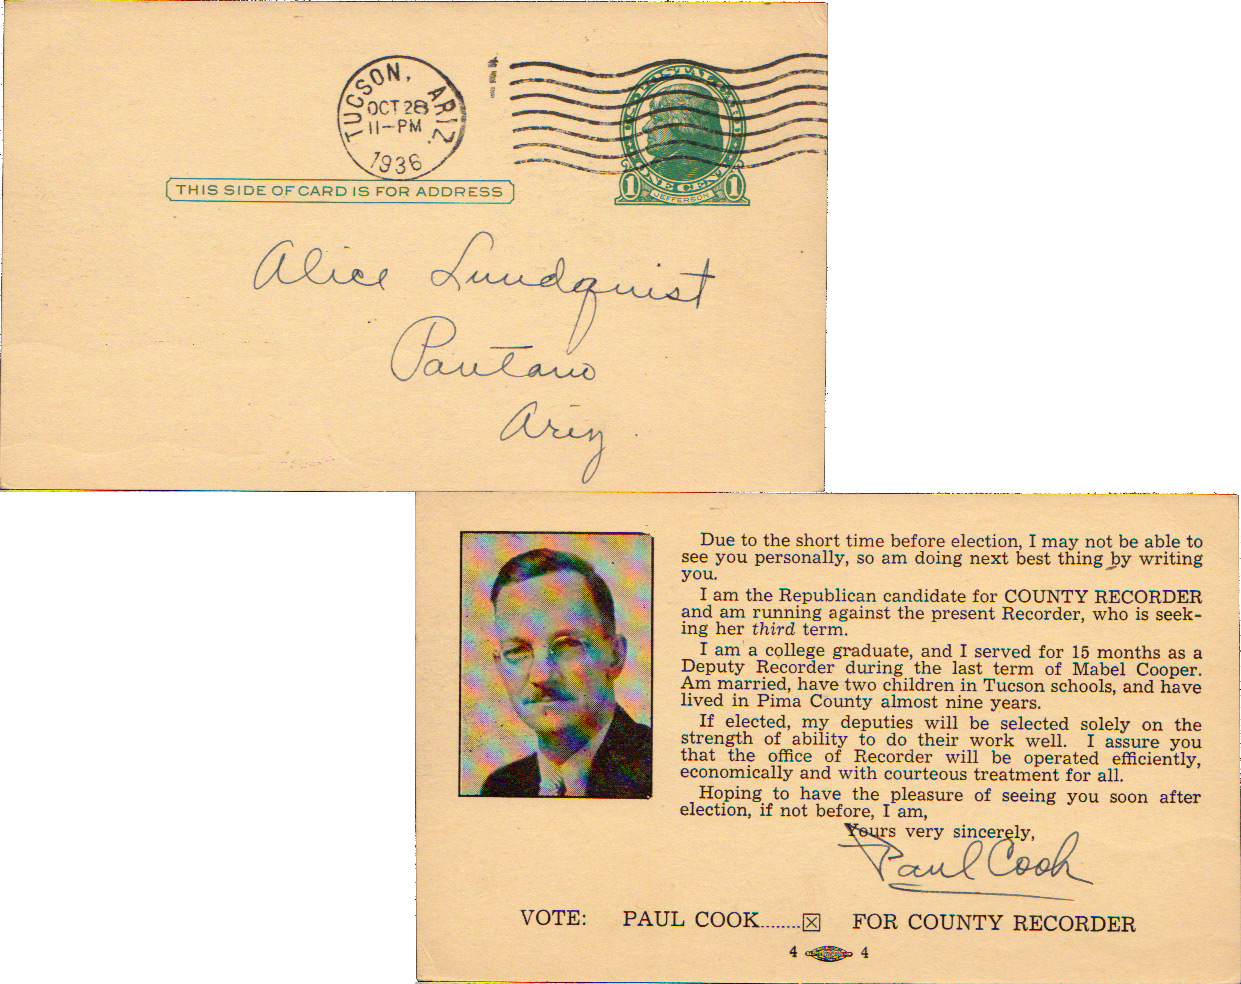 TUCSON, ARIZ.
OCT 28
11-PM
1936
U.S. POSTAL CARD
ONE CENT
1 JEFFERSON 1
THIS SIDE OF CARD IS FOR ADDRESS
Alice Lundquist
Pantano
Ariz.
Due to the short time before election, I may not be able to
see you personally, so am doing next best thing by writing
you.
I am the Republican candidate for COUNTY RECORDER
and am running against the present Recorder, who is seek-
ing her third term.
I am a college graduate, and I served for 15 months as a
Deputy Recorder during the last term of Mabel Cooper.
Am married, have two children in Tucson schools, and have
lived in Pima County almost nine years.
If elected, my deputies will be selected solely on the
strength of ability to do their work well. I assure you
that the office of Recorder will be operated efficiently,
economically and with courteous treatment for all.
Hoping to have the pleasure of seeing you soon after
election, if not before, I am,
Yours very sincerely,
Paul Cook
VOTE: PAUL COOK........☒ FOR COUNTY RECORDER
4 4